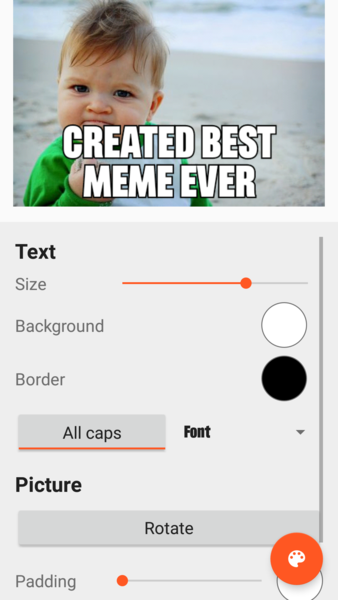 CREATED BEST
MEME EVER
Text
Size
Background
Border
All caps
Font
Picture
Rotate
Padding